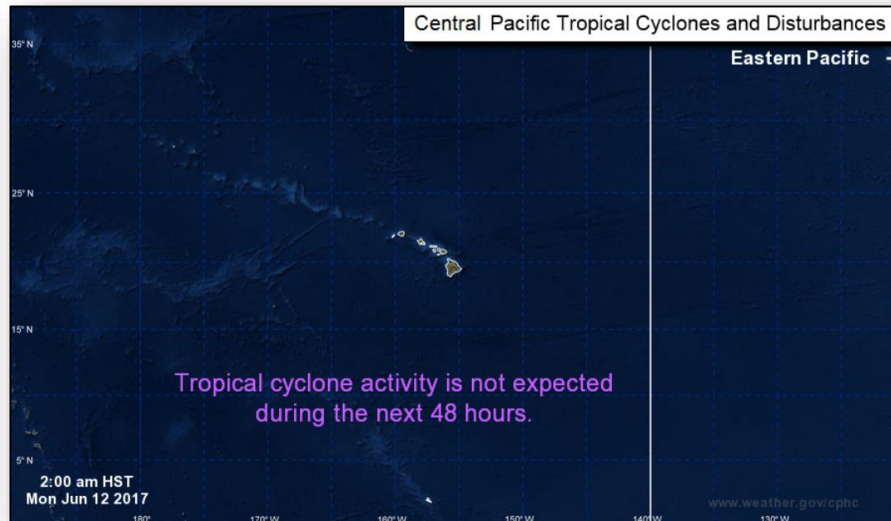 Central Pacific Tropical Cyclones and Disturbances
35° N
Eastern Pacific
25° N
15° N
Tropical cyclone activity is not expected
during the next 48 hours.
5° N
2:00 am HST
Mon Jun 12 2017
www.weather.gov/cphc
180° 170° W 160° W 150° W 140° W 130° W